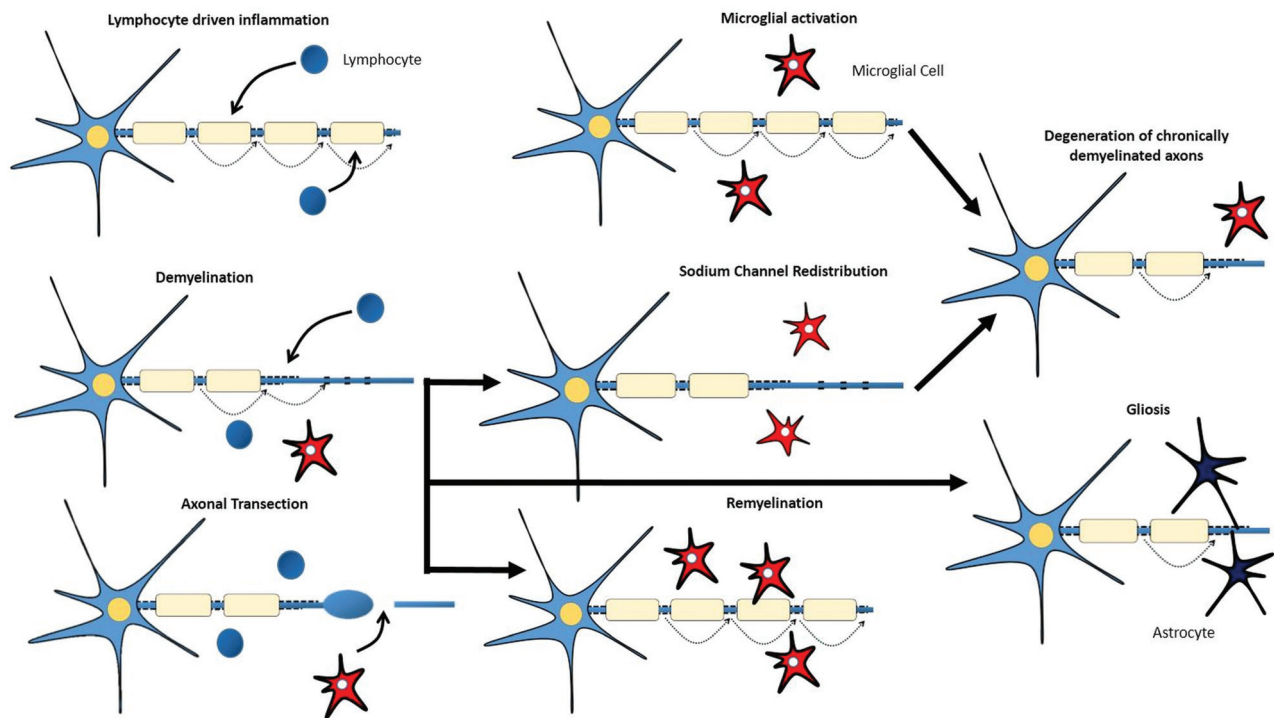 Lymphocyte driven inflammation
Lymphocyte
Microglial activation
Microglial Cell
Degeneration of chronically
demyelinated axons
Demyelination
Sodium Channel Redistribution
Gliosis
Axonal Transection
Remyelination
Astrocyte